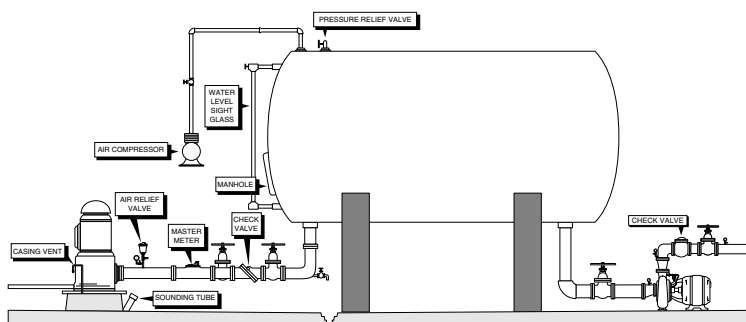 PRESSURE RELIEF VALVE
WATER
LEVEL
SIGHT
GLASS
AIR COMPRESSOR
MANHOLE
AIR RELIEF
VALVE
MASTER
METER
CHECK
VALVE
CHECK VALVE
CASING VENT
SOUNDING TUBE